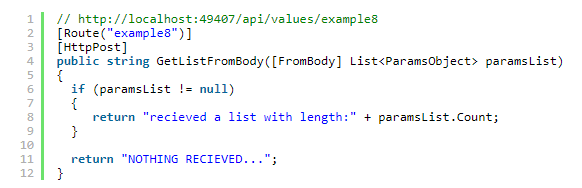 1 // http://localhost:49407/api/values/example8
2 [Route("example8")]
3 [HttpPost]
4 public string GetListFromBody([FromBody] List<ParamsObject> paramsList)
5 {
6   if (paramsList != null)
7   {
8     return "recieved a list with length:" + paramsList.Count;
9   }
10
11   return "NOTHING RECIEVED...";
12 }